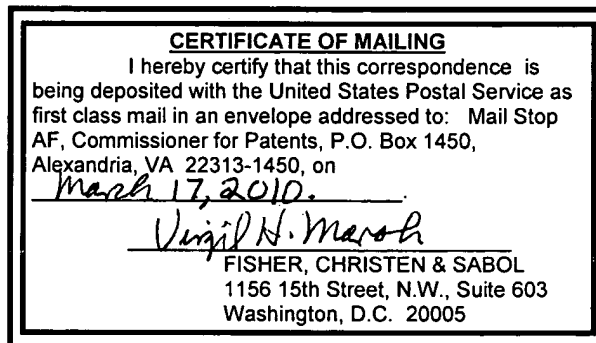 CERTIFICATE OF MAILING
I hereby certify that this correspondence is
being deposited with the United States Postal Service as
first class mail in an envelope addressed to: Mail Stop
AF, Commissioner for Patents, P.O. Box 1450,
Alexandria, VA 22313-1450, on
March 17, 2010.
Virgil H. Marsh
FISHER, CHRISTEN & SABOL
1156 15th Street, N.W., Suite 603
Washington, D.C. 20005